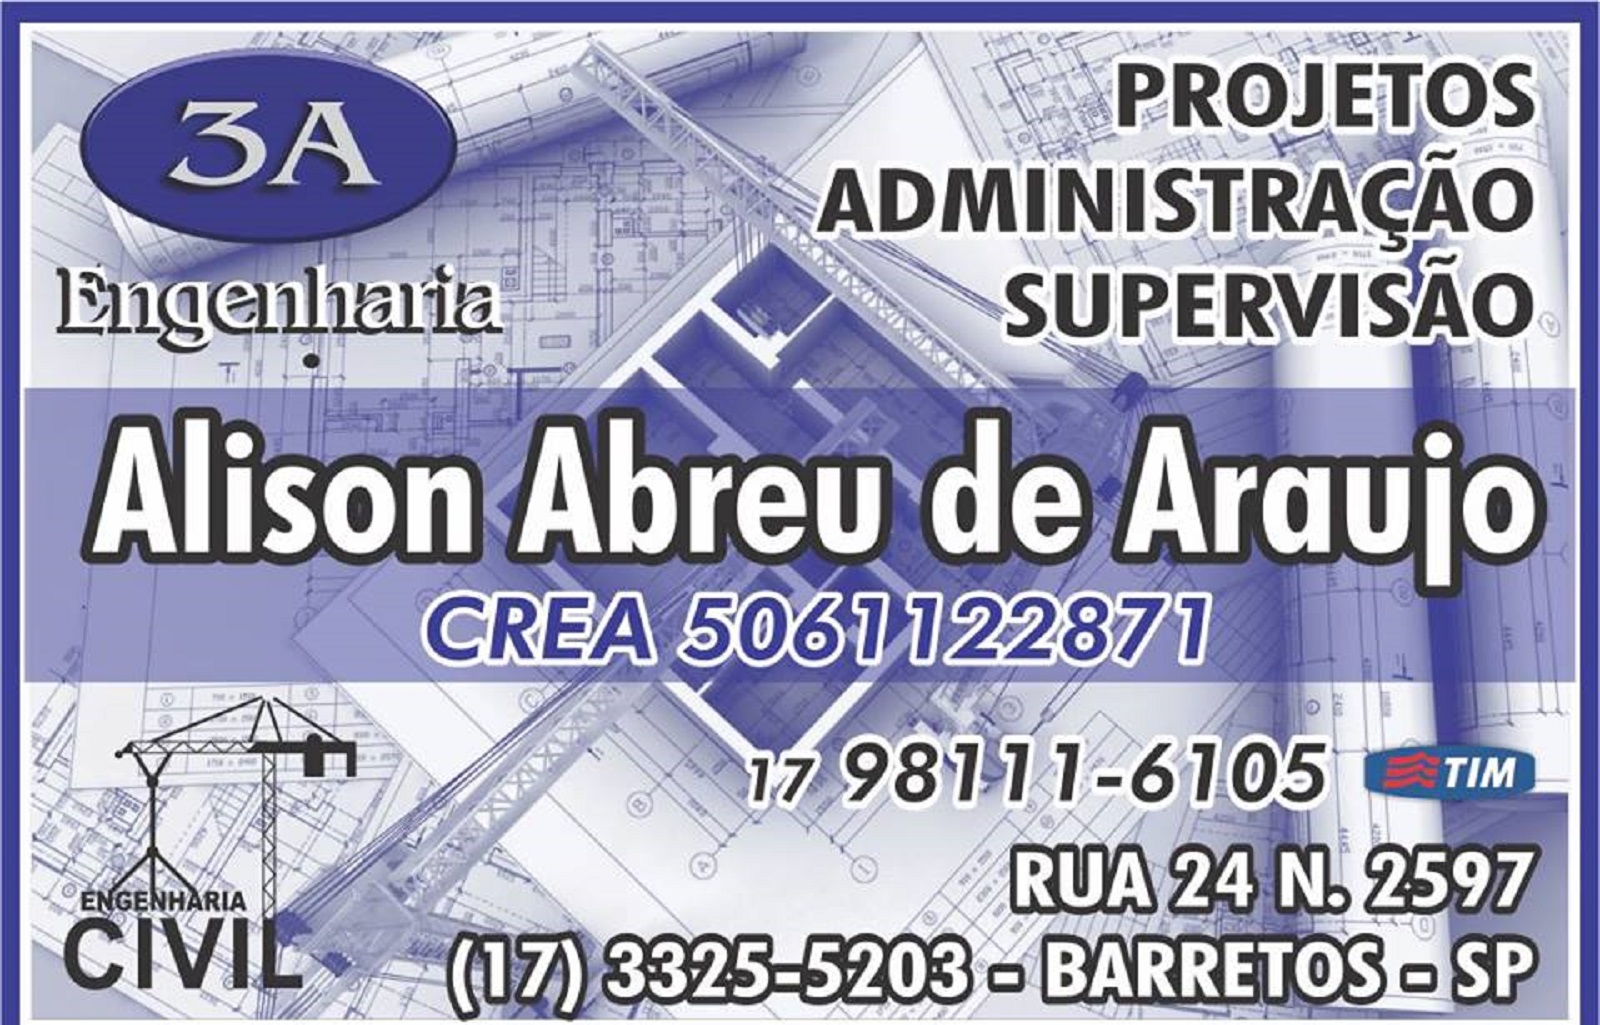 3A
Engenharia
PROJETOS
ADMINISTRAÇÃO
SUPERVISÃO
Alison Abreu de Araujo
CREA 5061122871
17 98111-6105 TIM
ENGENHARIA
CIVIL
RUA 24 N. 2597
(17) 3325-5203 - BARRETOS - SP